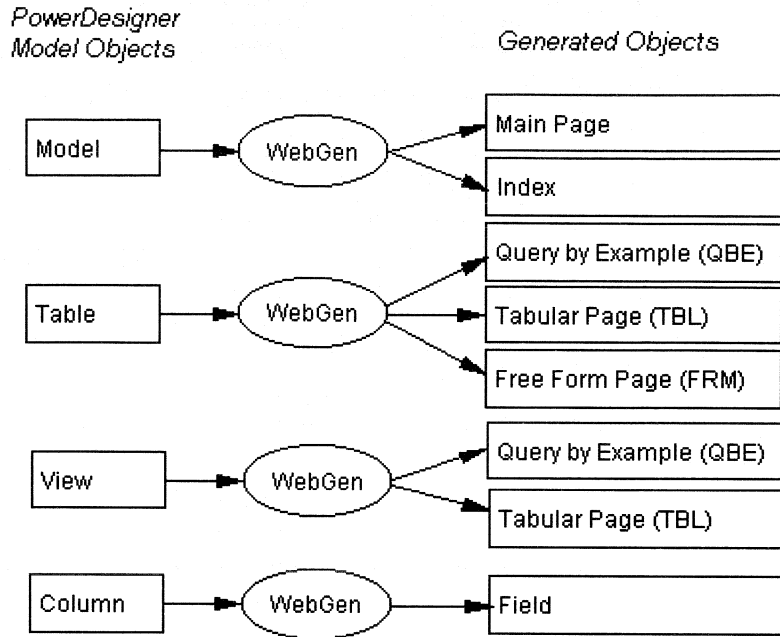 PowerDesigner
Model Objects
Generated Objects
Model
WebGen
Main Page
Index
Table
WebGen
Query by Example (QBE)
Tabular Page (TBL)
Free Form Page (FRM)
View
WebGen
Query by Example (QBE)
Tabular Page (TBL)
Column
WebGen
Field